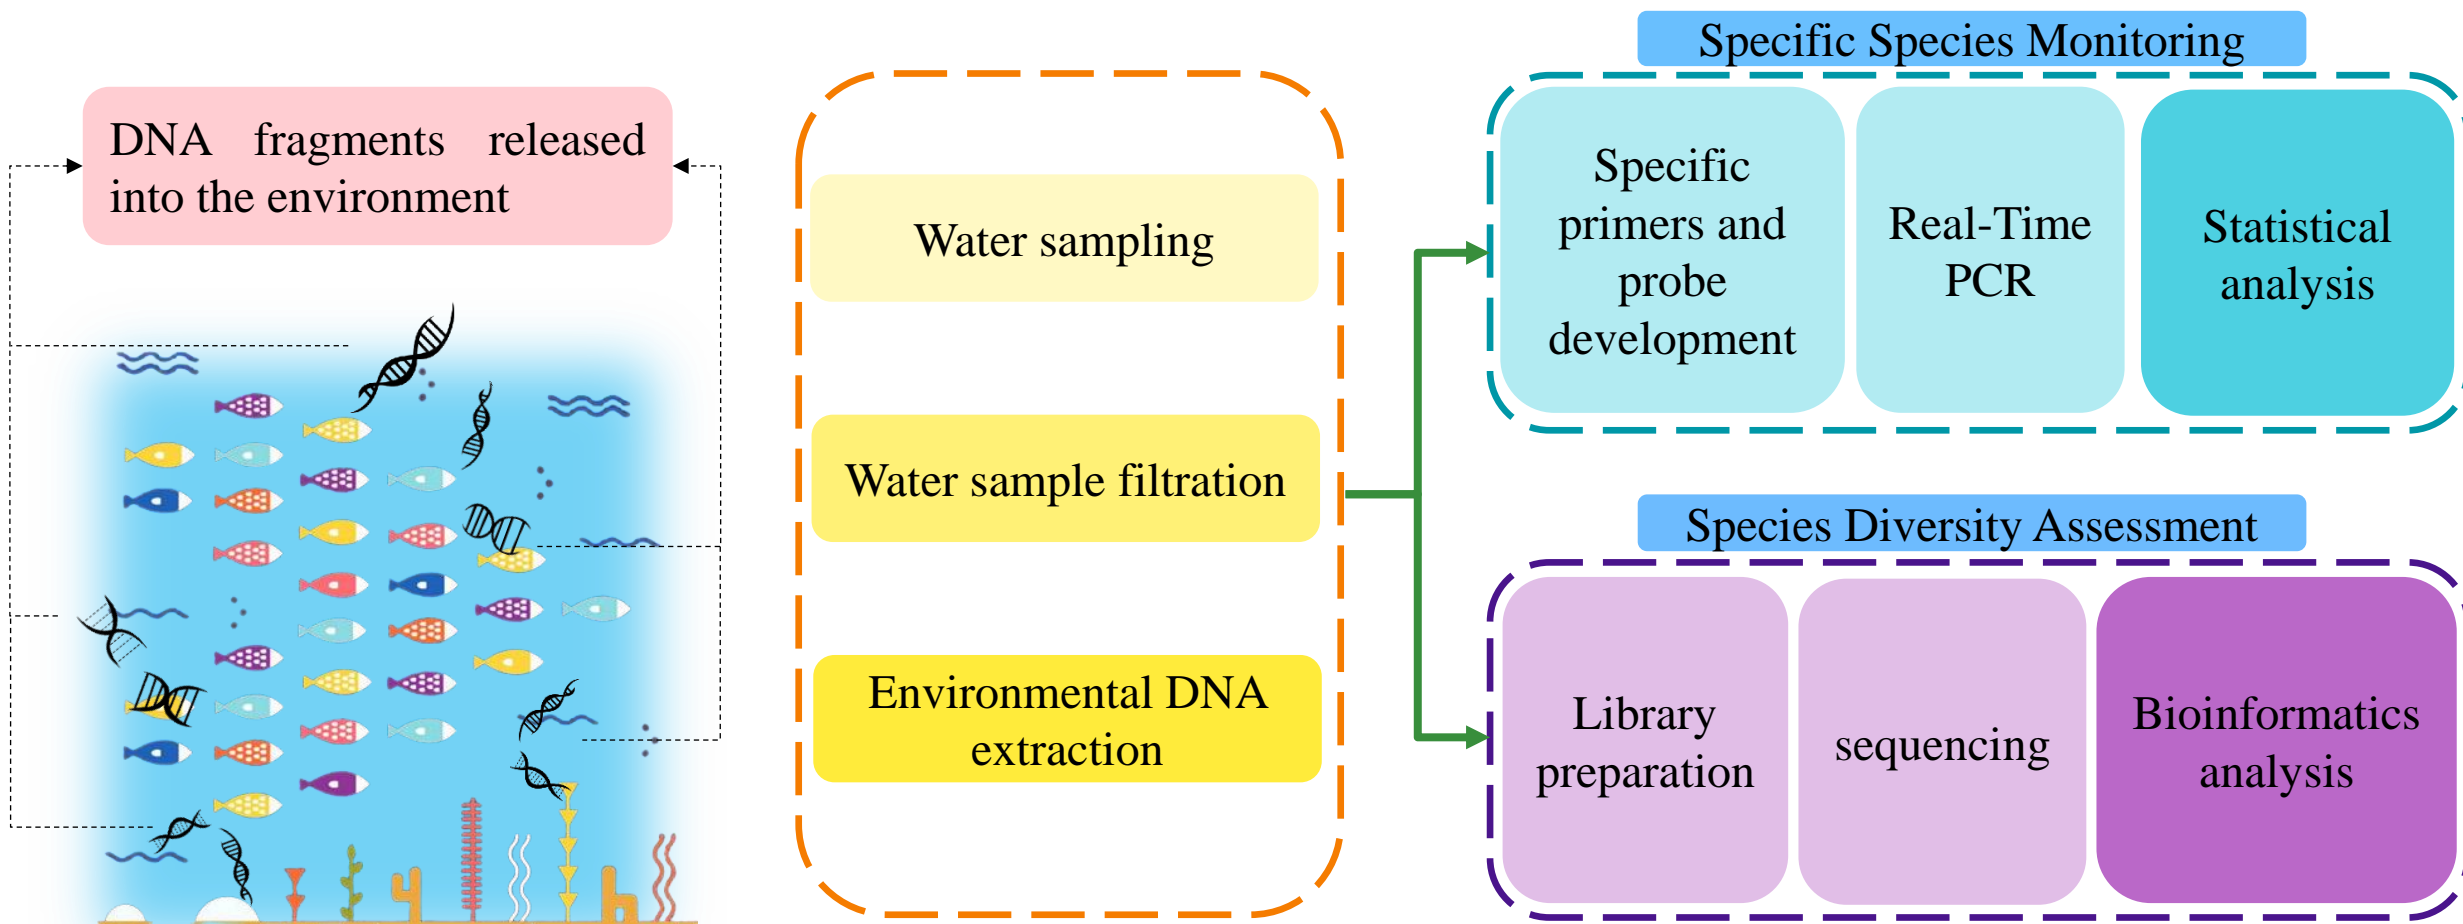 DNA fragments released
into the environment
Water sampling
Water sample filtration
Environmental DNA
extraction
Specific Species Monitoring
Specific
primers and
probe
development
Real-Time
PCR
Statistical
analysis
Species Diversity Assessment
Library
preparation
sequencing
Bioinformatics
analysis